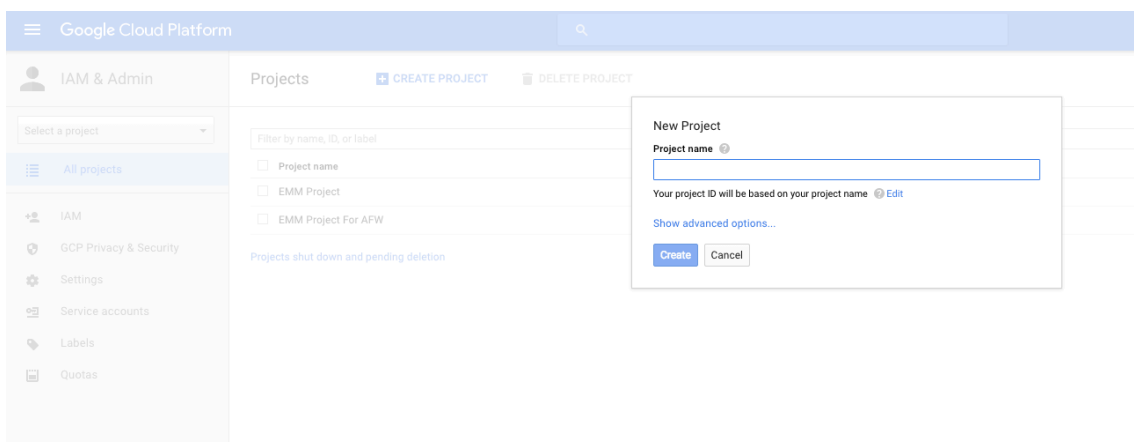 Google Cloud Platform
IAM & Admin
Projects CREATE PROJECT DELETE PROJECT
Select a project
Filter by name, ID, or label
All projects
Project name
EMM Project
EMM Project For AFW
Projects shut down and pending deletion
IAM
GCP Privacy & Security
Settings
Service accounts
Labels
Quotas
New Project
Project name
Your project ID will be based on your project name Edit
Show advanced options...
Create Cancel